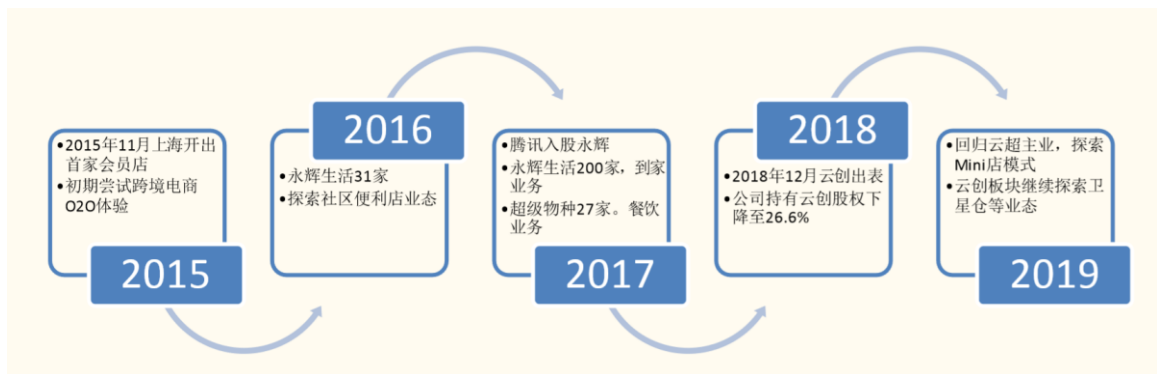 •2015年11月上海开出
首家会员店
•初期尝试跨境电商
O2O体验
2015
2016
•永辉生活31家
•探索社区便利店业态
•腾讯入股永辉
•永辉生活200家，到家
业务
•超级物种27家。餐饮
业务
2017
2018
•2018年12月云创出表
•公司持有云创股权下
降至26.6%
•回归云超主业，探索
Mini店模式
•云创板块继续探索卫
星仓等业态
2019